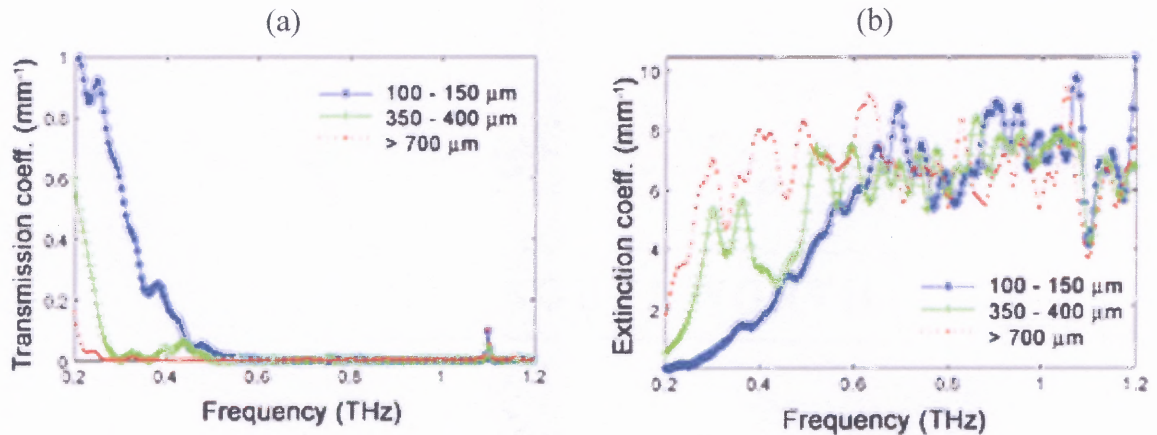 (a)
(b)
Transmission coeff. (mm⁻¹)
1
0.8
0.6
0.4
0.2
0
100 - 150 μm
350 - 400 μm
> 700 μm
0.2 0.4 0.6 0.8 1 1.2
Frequency (THz)
Extinction coeff. (mm⁻¹)
10
8
6
4
2
100 - 150 μm
350 - 400 μm
> 700 μm
0.2 0.4 0.6 0.8 1 1.2
Frequency (THz)